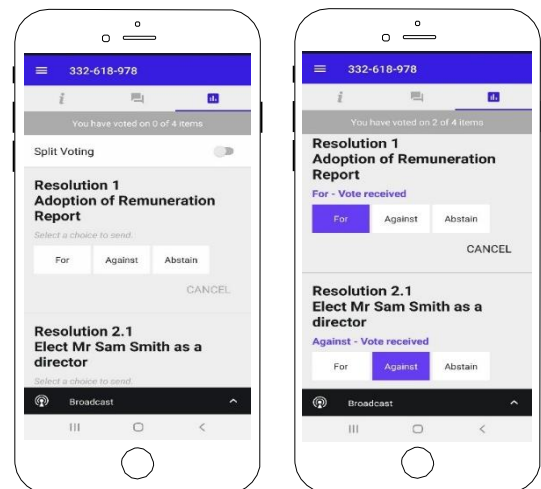 332-618-978
You have voted on 0 of 4 items
Split Voting
Resolution 1
Adoption of Remuneration
Report
Select a choice to send.
For Against Abstain
CANCEL
Resolution 2.1
Elect Mr Sam Smith as a
director
Select a choice to send
Broadcast
332-618-978
You have voted on 2 of 4 items
Resolution 1
Adoption of Remuneration
Report
For - Vote received
For Against Abstain
CANCEL
Resolution 2.1
Elect Mr Sam Smith as a
director
Against - Vote received
For Against Abstain
Broadcast